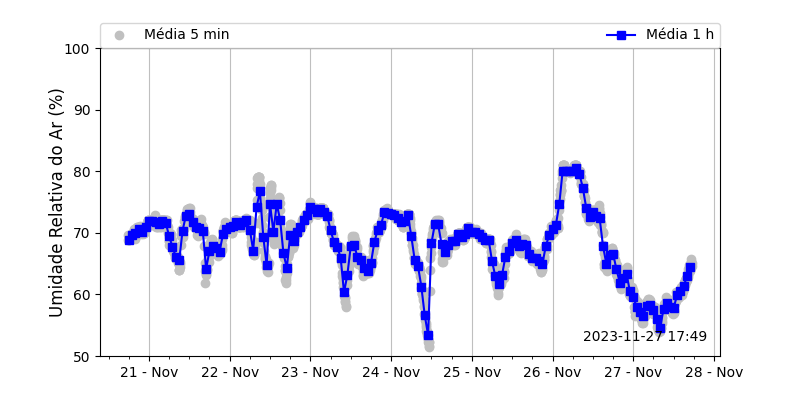 Média 5 min
Média 1 h
Umidade Relativa do Ar (%)
100
90
80
70
60
50
2023-11-27 17:49
21 - Nov
22 - Nov
23 - Nov
24 - Nov
25 - Nov
26 - Nov
27 - Nov
28 - Nov